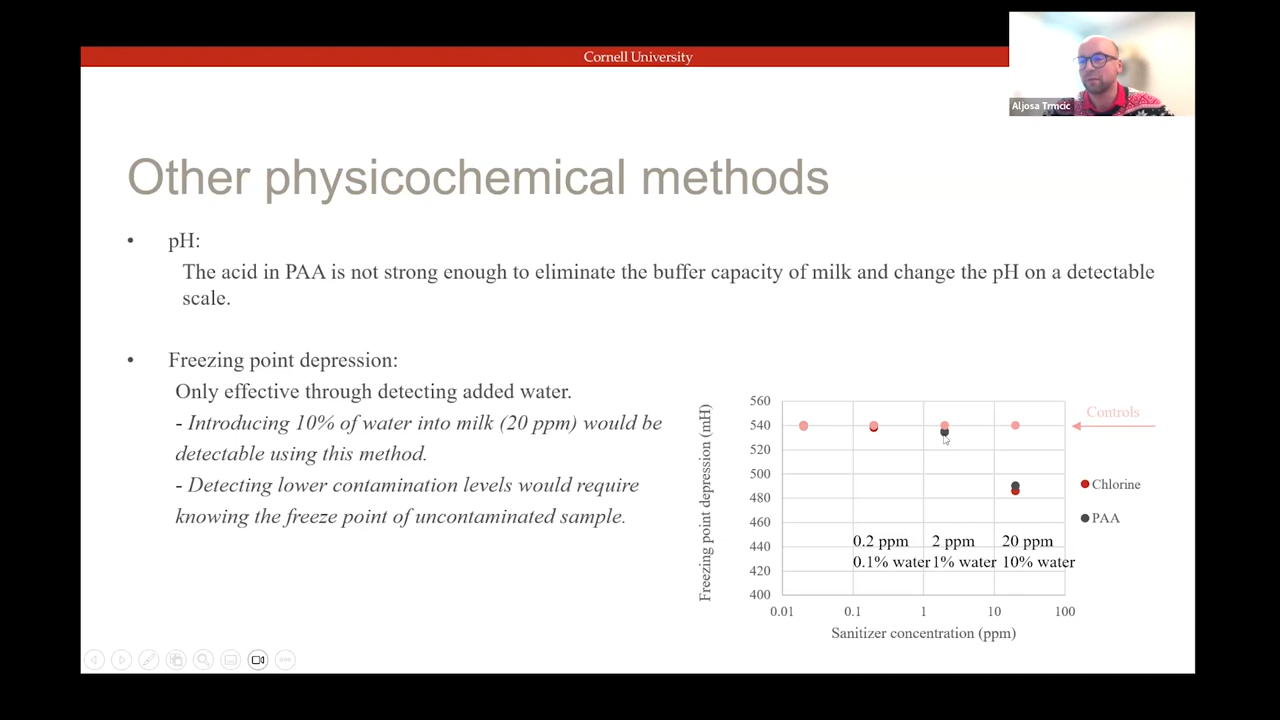 Cornell University
Aljosa Trmcic
Other physicochemical methods
• pH:
The acid in PAA is not strong enough to eliminate the buffer capacity of milk and change the pH on a detectable
scale.
• Freezing point depression:
Only effective through detecting added water.
- Introducing 10% of water into milk (20 ppm) would be
detectable using this method.
- Detecting lower contamination levels would require
knowing the freeze point of uncontaminated sample.
Freezing point depression (mH)
560
540
520
500
480
460
440
420
400
Controls
Chlorine
PAA
0.2 ppm 2 ppm 20 ppm
0.1% water 1% water 10% water
0.01 0.1 1 10 100
Sanitizer concentration (ppm)